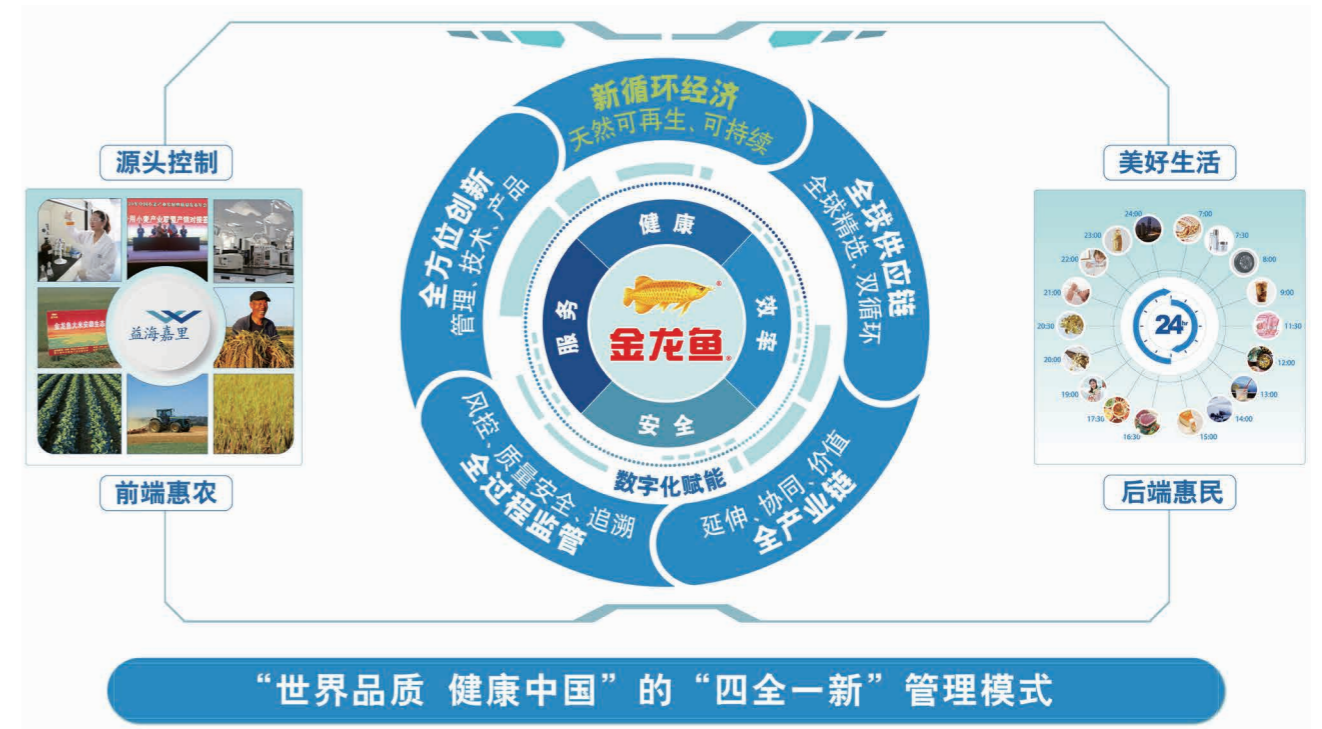 新循环经济
天然可再生、可持续
源头控制
美好生活
全方位创新
管理、技术、产品
全球供应链
全球精选、双循环
健康
服务
效率
安全
金龙鱼
益海嘉里
24hr
24:00
7:00
23:00
7:30
22:00
8:00
21:00
9:00
20:30
11:30
20:00
12:00
19:00
13:00
17:30
14:00
16:30
15:00
数字化赋能
风控、质量安全、追溯
全过程监管
延伸、协同、价值
全产业链
前端惠农
后端惠民
“世界品质 健康中国”的“四全一新”管理模式